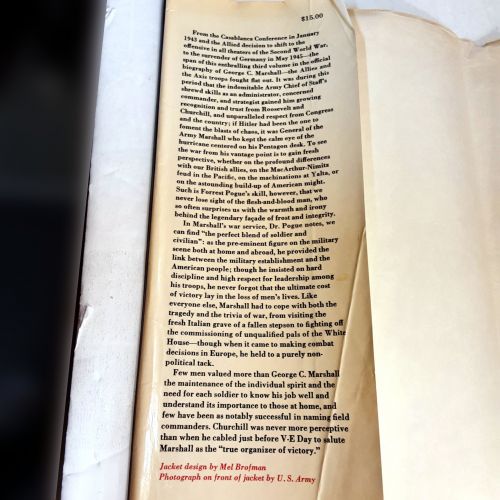 $15.00
From the Casablanca Conference in January
1943 and the Allied decision to shift to the
offensive in all theaters of the Second World War,
to the surrender of Germany in May 1945—the
span of this enthralling third volume in the official
biography of George C. Marshall—the Allies and
the Axis troops fought flat out. It was during this
period that the indomitable Army Chief of Staff's
shrewd skills as an administrator, concerned
commander, and strategist gained him growing
recognition and trust from Roosevelt and
Churchill, and unparalleled respect from Congress
and the country; if Hitler had been the one to
foment the blasts of chaos, it was General of the
Army Marshall who kept the calm eye of the
hurricane centered on his Pentagon desk. To see
the war from his vantage point is to gain fresh
perspective, whether on the profound differences
with our British allies, on the MacArthur-Nimitz
feud in the Pacific, on the machinations at Yalta, or
on the astounding build-up of American might.
Such is Forrest Pogue's skill, however, that we
never lose sight of the flesh-and-blood man, who
so often surprises us with the warmth and irony
behind the legendary façade of frost and integrity.
In Marshall's war service, Dr. Pogue notes, we
can find "the perfect blend of soldier and
civilian": as the pre-eminent figure on the military
scene both at home and abroad, he provided the
link between the military establishment and the
American people; though he insisted on hard
discipline and high respect for leadership among
his troops, he never forgot that the ultimate cost
of victory lay in the loss of men's lives. Like
everyone else, Marshall had to cope with both the
tragedy and the trivia of war, from visiting the
fresh Italian grave of a fallen stepson to fighting off
the commissioning of unqualified pals of the White
House—though when it came to making combat
decisions in Europe, he held to a purely non-
political tack.
Few men valued more than George C. Marshall
the maintenance of the individual spirit and the
need for each soldier to know his job well and
understand its importance to those at home, and
few have been as notably successful in naming field
commanders. Churchill was never more perceptive
than when he cabled just before V-E Day to salute
Marshall as the "true organizer of victory."
Jacket design by Mel Brofman
Photograph on front of jacket by U.S. Army